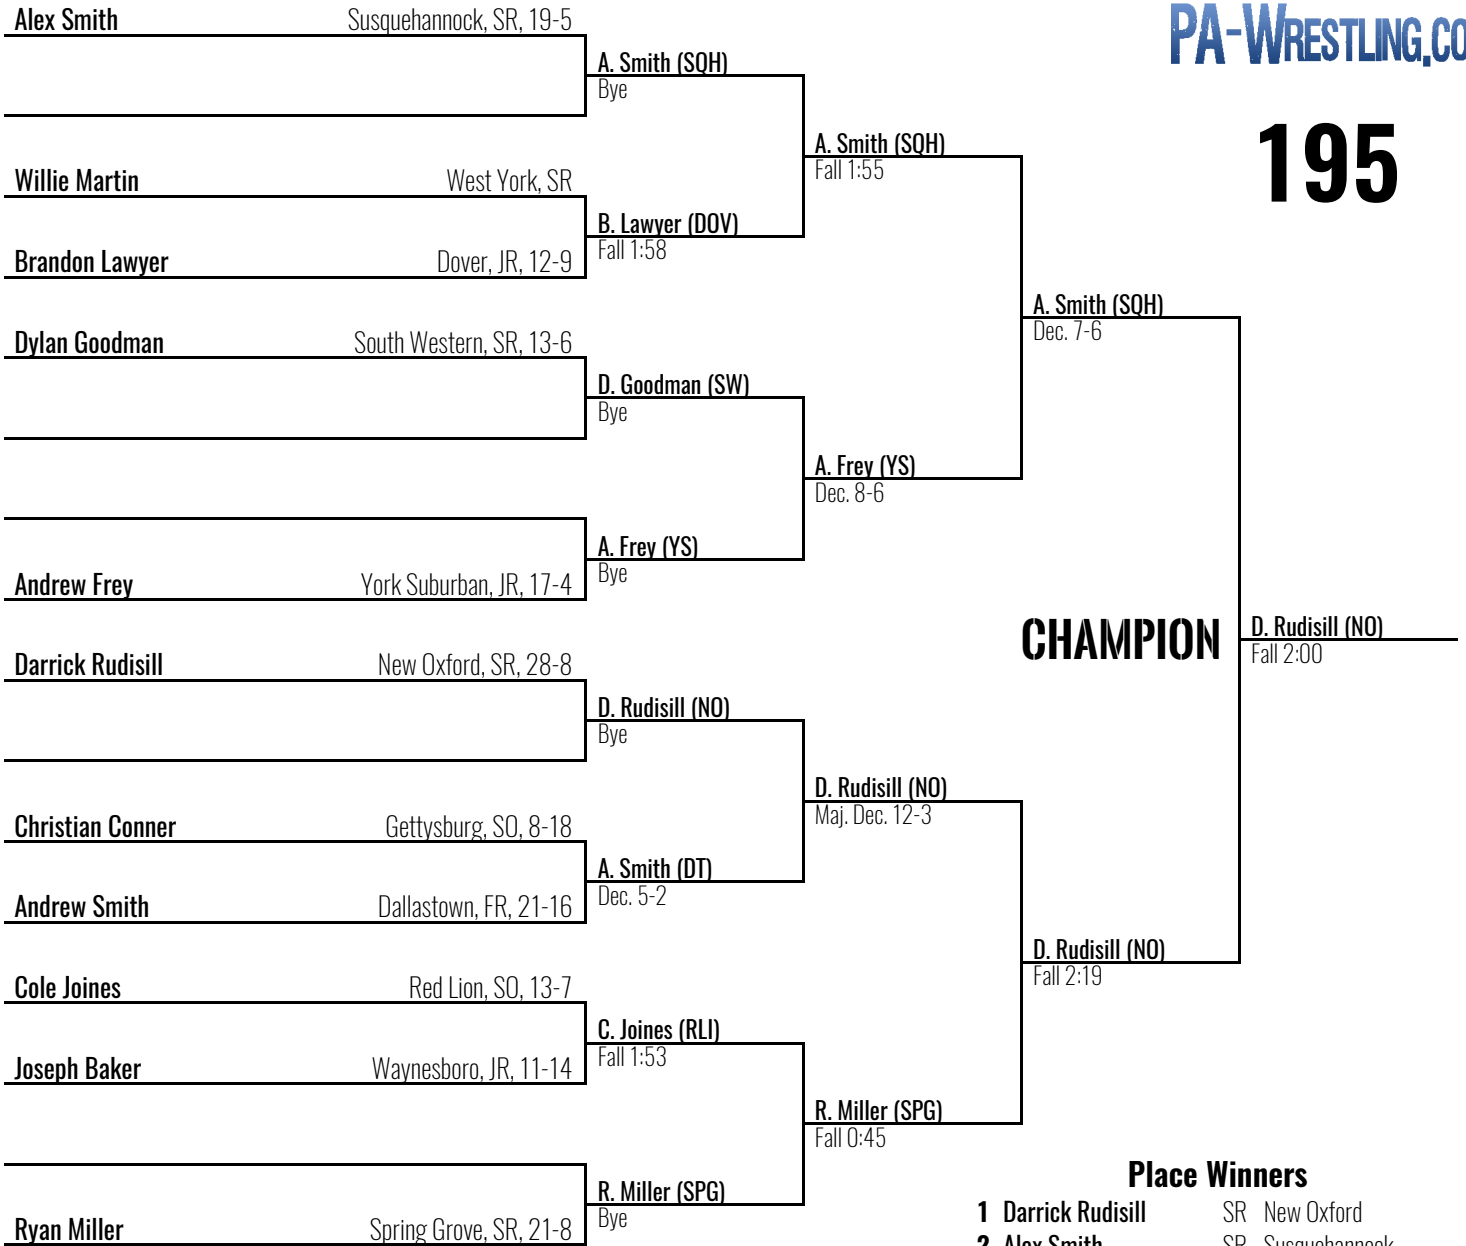 Alex Smith Susquehannock, SR, 19-5
A. Smith (SQH)
Bye
Willie Martin West York, SR
B. Lawyer (DOV)
Fall 1:58
Brandon Lawyer Dover, JR, 12-9
A. Smith (SQH)
Fall 1:55
Dylan Goodman South Western, SR, 13-6
D. Goodman (SW)
Bye
A. Frey (YS)
Dec. 8-6
A. Frey (YS)
Bye
Andrew Frey York Suburban, JR, 17-4
A. Smith (SQH)
Dec. 7-6
Darrick Rudisill New Oxford, SR, 28-8
D. Rudisill (NO)
Bye
D. Rudisill (NO)
Maj. Dec. 12-3
Christian Conner Gettysburg, SO, 8-18
A. Smith (DT)
Dec. 5-2
Andrew Smith Dallastown, FR, 21-16
Cole Joines Red Lion, SO, 13-7
C. Joines (RLI)
Fall 1:53
Joseph Baker Waynesboro, JR, 11-14
R. Miller (SPG)
Fall 0:45
R. Miller (SPG)
Bye
Ryan Miller Spring Grove, SR, 21-8
D. Rudisill (NO)
Fall 2:19
CHAMPION
D. Rudisill (NO)
Fall 2:00
PA-WRESTLING.CO
195
Place Winners
1 Darrick Rudisill SR New Oxford
2 Alex Smith SR Susquehannock